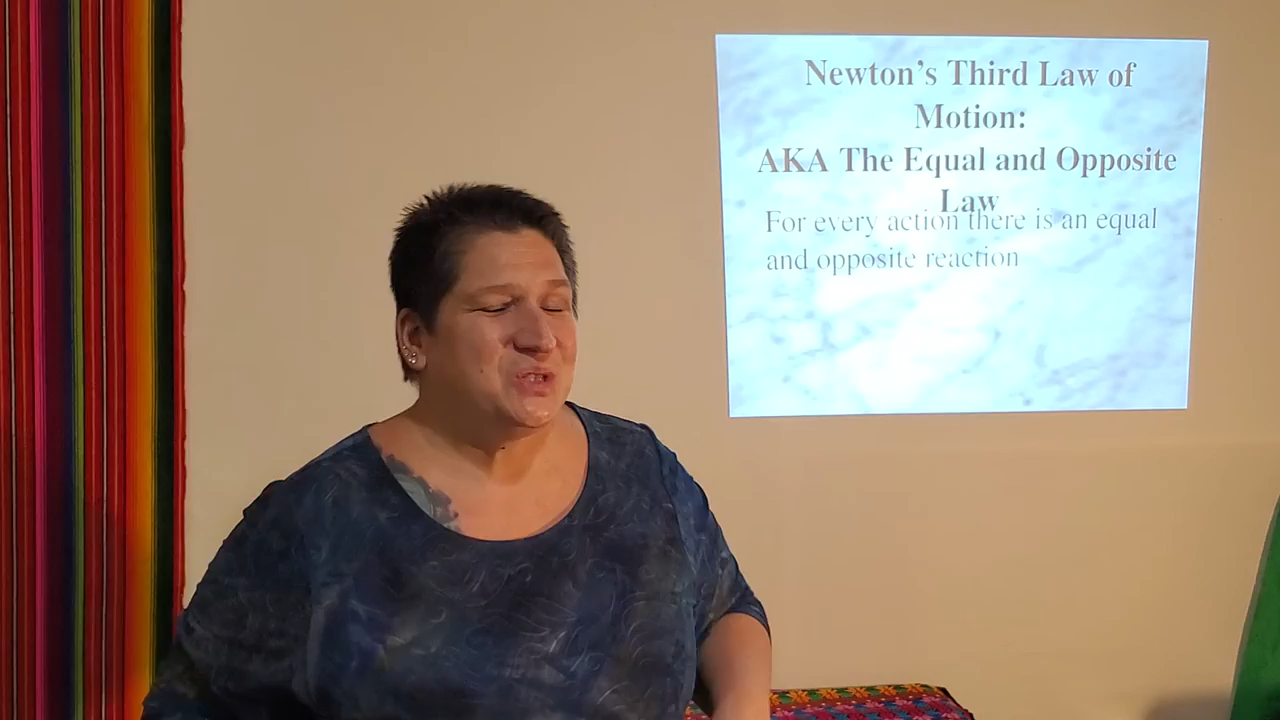 Newton’s Third Law of
Motion:
AKA The Equal and Opposite
Law
For every action there is an equal
and opposite reaction